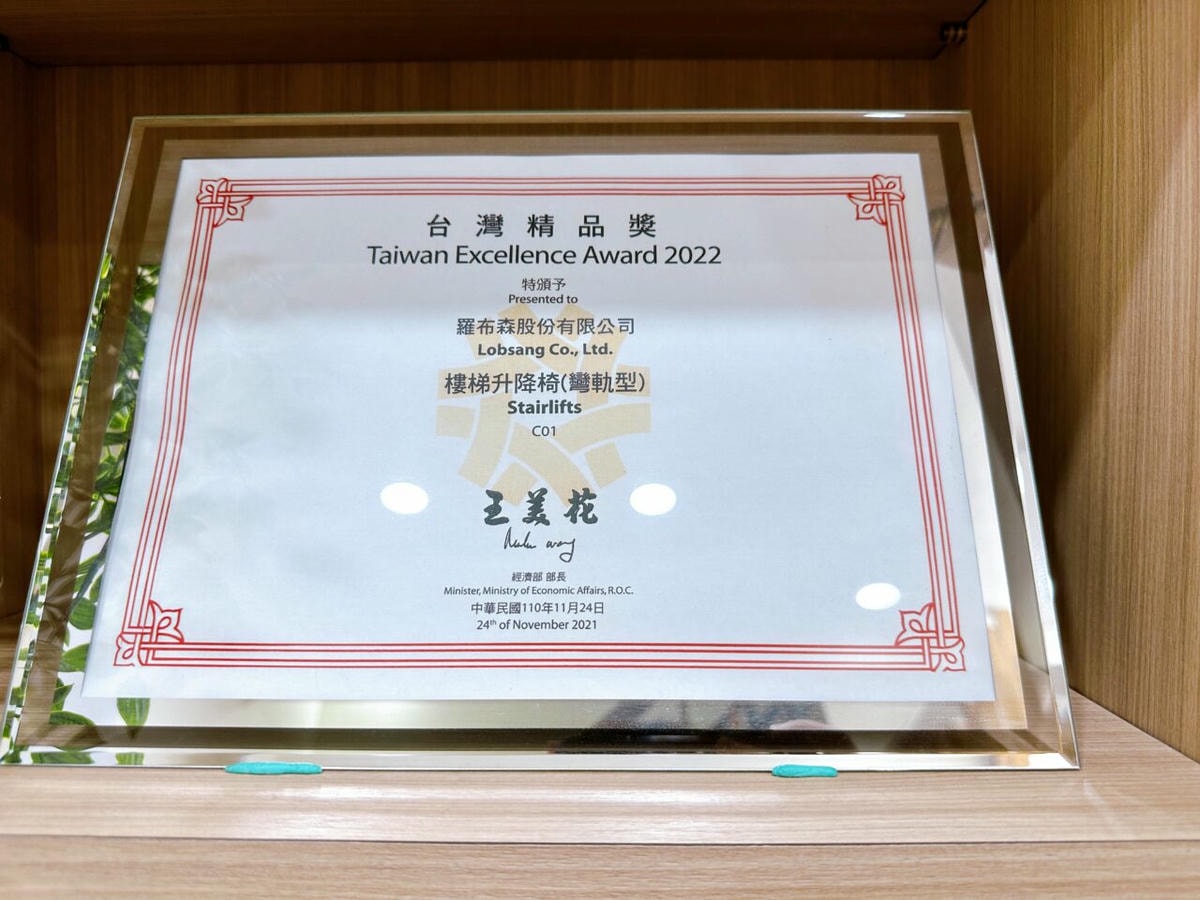 台灣精品獎
Taiwan Excellence Award 2022
特頒予
Presented to
羅布森股份有限公司
Lobsang Co., Ltd.
樓梯升降椅(彎軌型)
Stairlifts
C01
王美花
經濟部 部長
Minister, Ministry of Economic Affairs, R.O.C.
中華民國110年11月24日
24th of November 2021